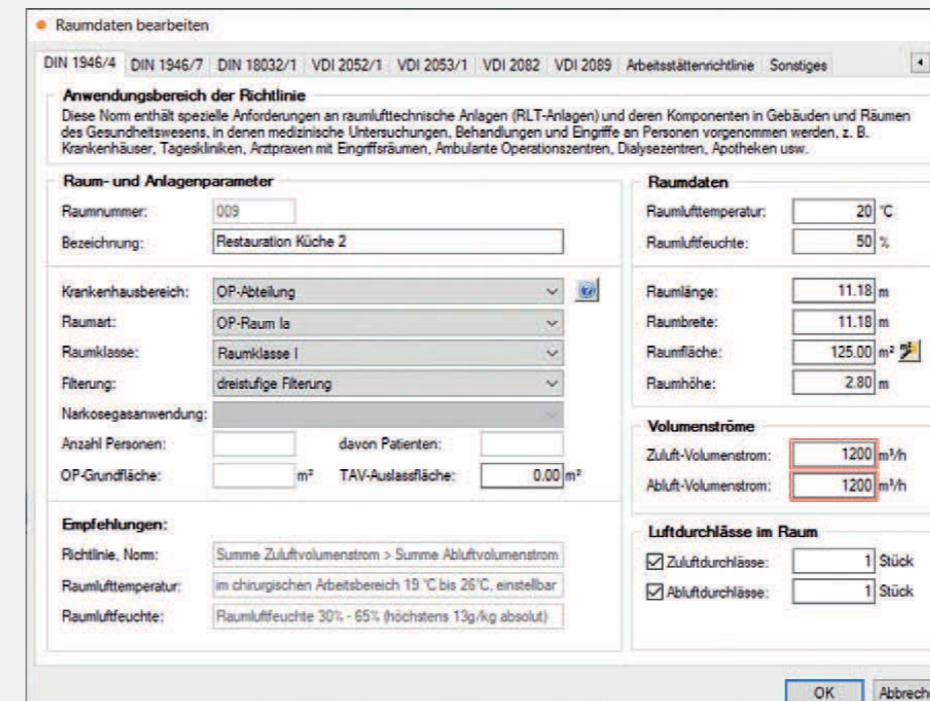 Raumdaten bearbeiten
DIN 1946/4 DIN 1946/7 DIN 18032/1 VDI 2052/1 VDI 2053/1 VDI 2082 VDI 2089 Arbeitsstättenrichtlinie Sonstiges
Anwendungsbereich der Richtlinie
Diese Norm enthält spezielle Anforderungen an raumlufttechnische Anlagen (RLT-Anlagen) und deren Komponenten in Gebäuden und Räumen
des Gesundheitswesens, in denen medizinische Untersuchungen, Behandlungen und Eingriffe an Personen vorgenommen werden, z. B.
Krankenhäuser, Tageskliniken, Arztpraxen mit Eingriffsräumen, Ambulante Operationszentren, Dialysezentren, Apotheken usw.
Raum- und Anlagenparameter
Raumnummer: 009
Bezeichnung: Restauration Küche 2
Krankenhausbereich: OP-Abteilung
Raumart: OP-Raum Ia
Raumklasse: Raumklasse I
Filterung: dreistufige Filterung
Narkosegasanwendung:
Anzahl Personen: davon Patienten:
OP-Grundfläche: m² TAV-Auslassfläche: 0.00 m²
Empfehlungen:
Richtlinie, Norm: Summe Zuluftvolumenstrom > Summe Abluftvolumenstrom
Raumlufttemperatur: im chirurgischen Arbeitsbereich 19 °C bis 26°C, einstellbar
Raumluftfeuchte: Raumluftfeuchte 30% - 65% (höchstens 13g/kg absolut)
Raumdaten
Raumlufttemperatur: 20 °C
Raumluftfeuchte: 50 %
Raumlänge: 11.18 m
Raumbreite: 11.18 m
Raumfläche: 125.00 m²
Raumhöhe: 2.80 m
Volumenströme
Zuluft-Volumenstrom: 1200 m³/h
Abluft-Volumenstrom: 1200 m³/h
Luftdurchlässe im Raum
Zuluftdurchlässe: 1 Stück
Abluftdurchlässe: 1 Stück
OK Abbreche